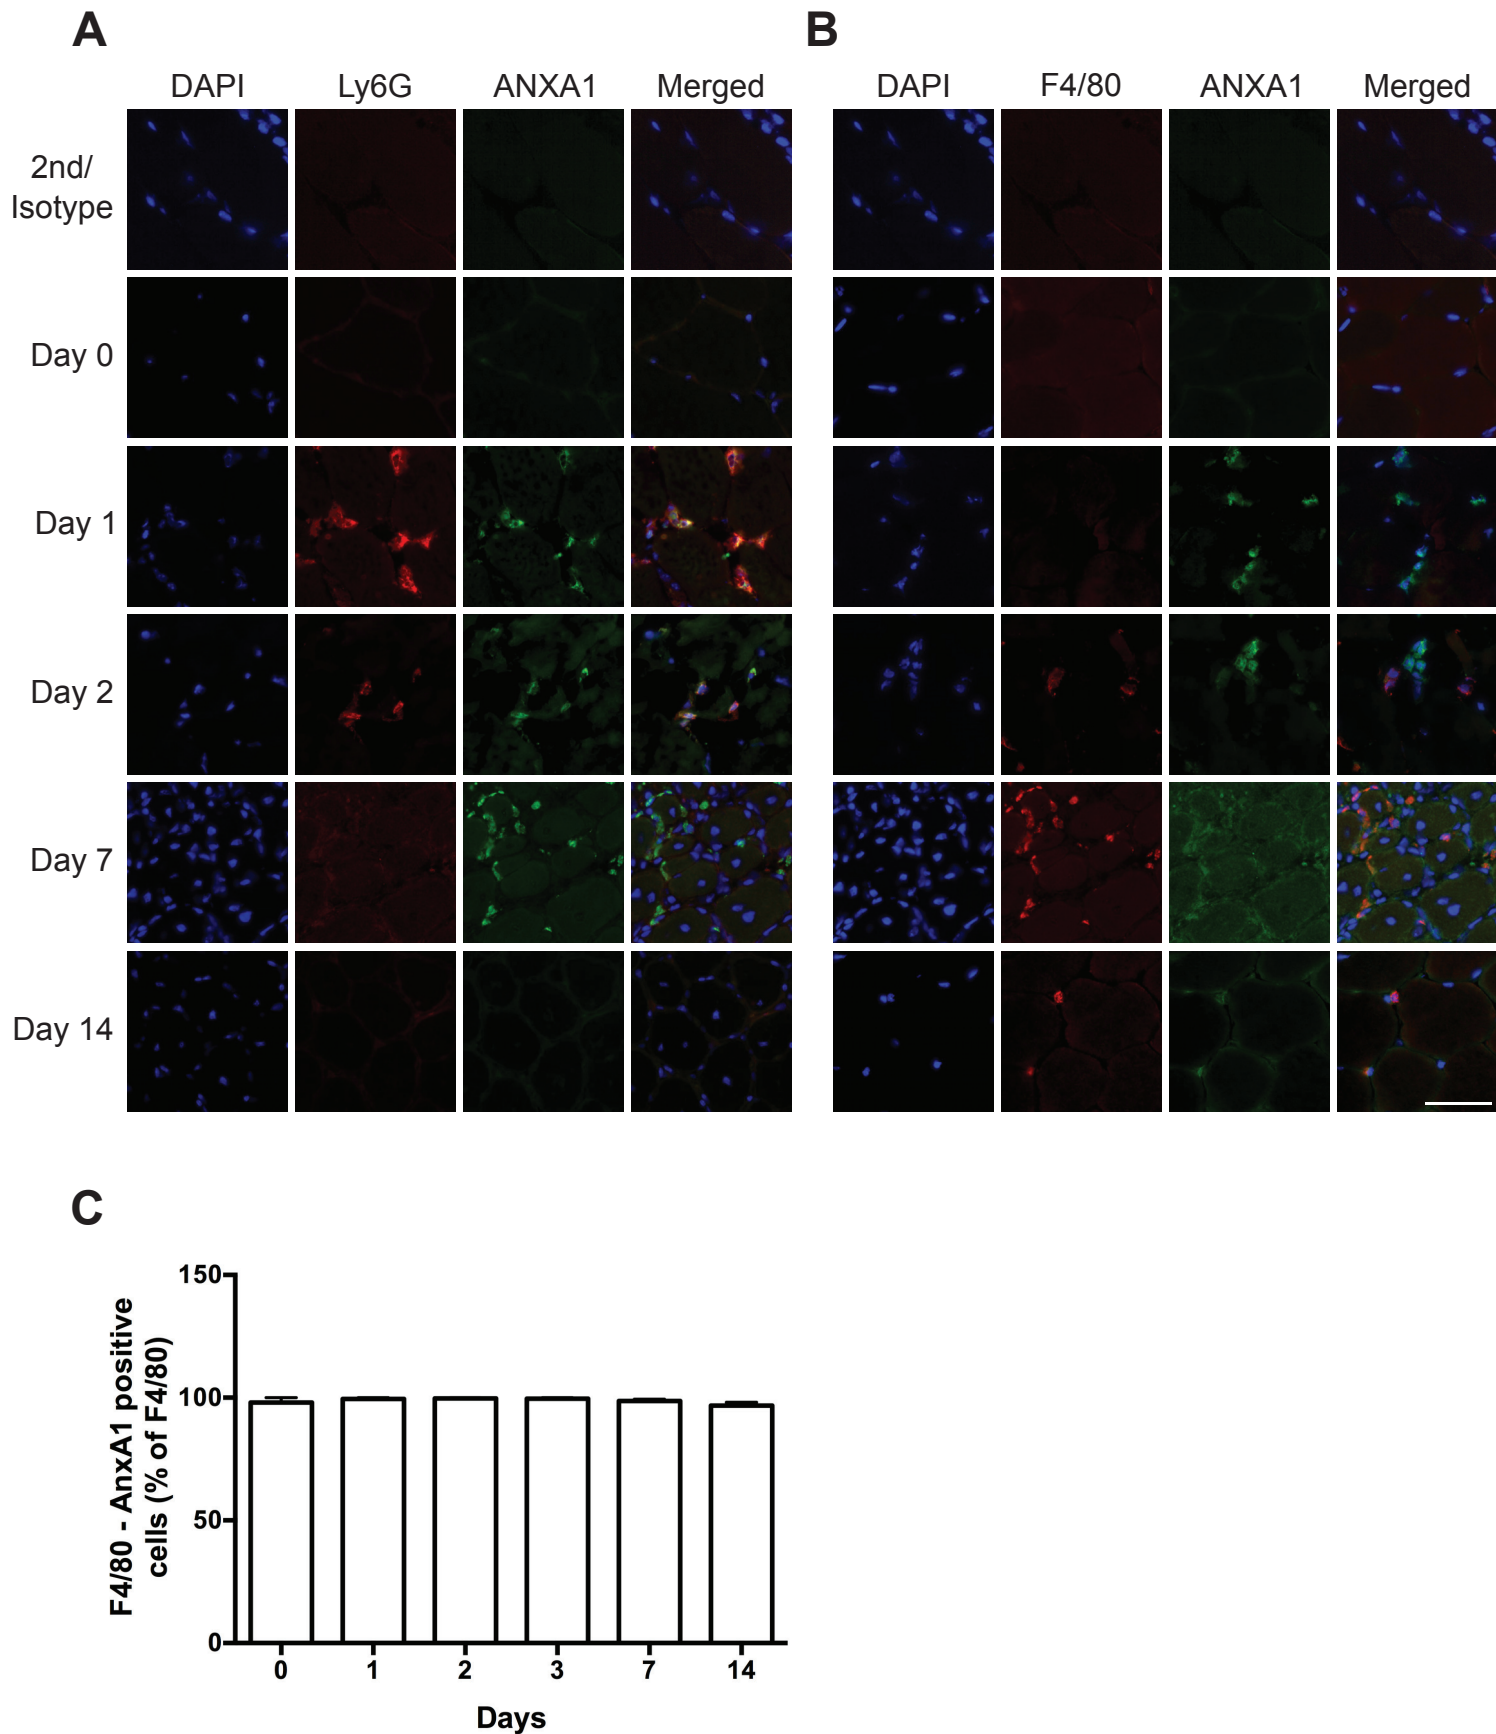 A
B
DAPI Ly6G ANXA1 Merged
DAPI F4/80 ANXA1 Merged
2nd/
Isotype
Day 0
Day 1
Day 2
Day 7
Day 14
C
F4/80 - AnxA1 positive
cells (% of F4/80)
150
100
50
0
0 1 2 3 7 14
Days